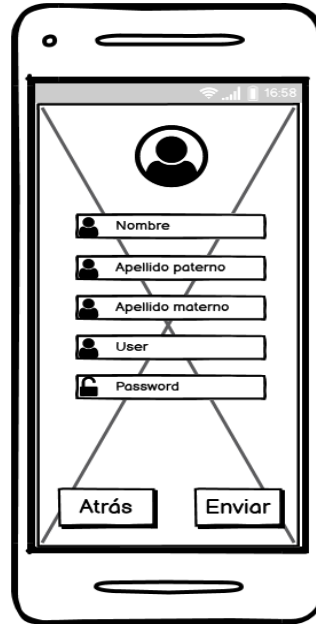 16:58
Nombre
Apellido paterno
Apellido materno
User
Password
Atrás
Enviar